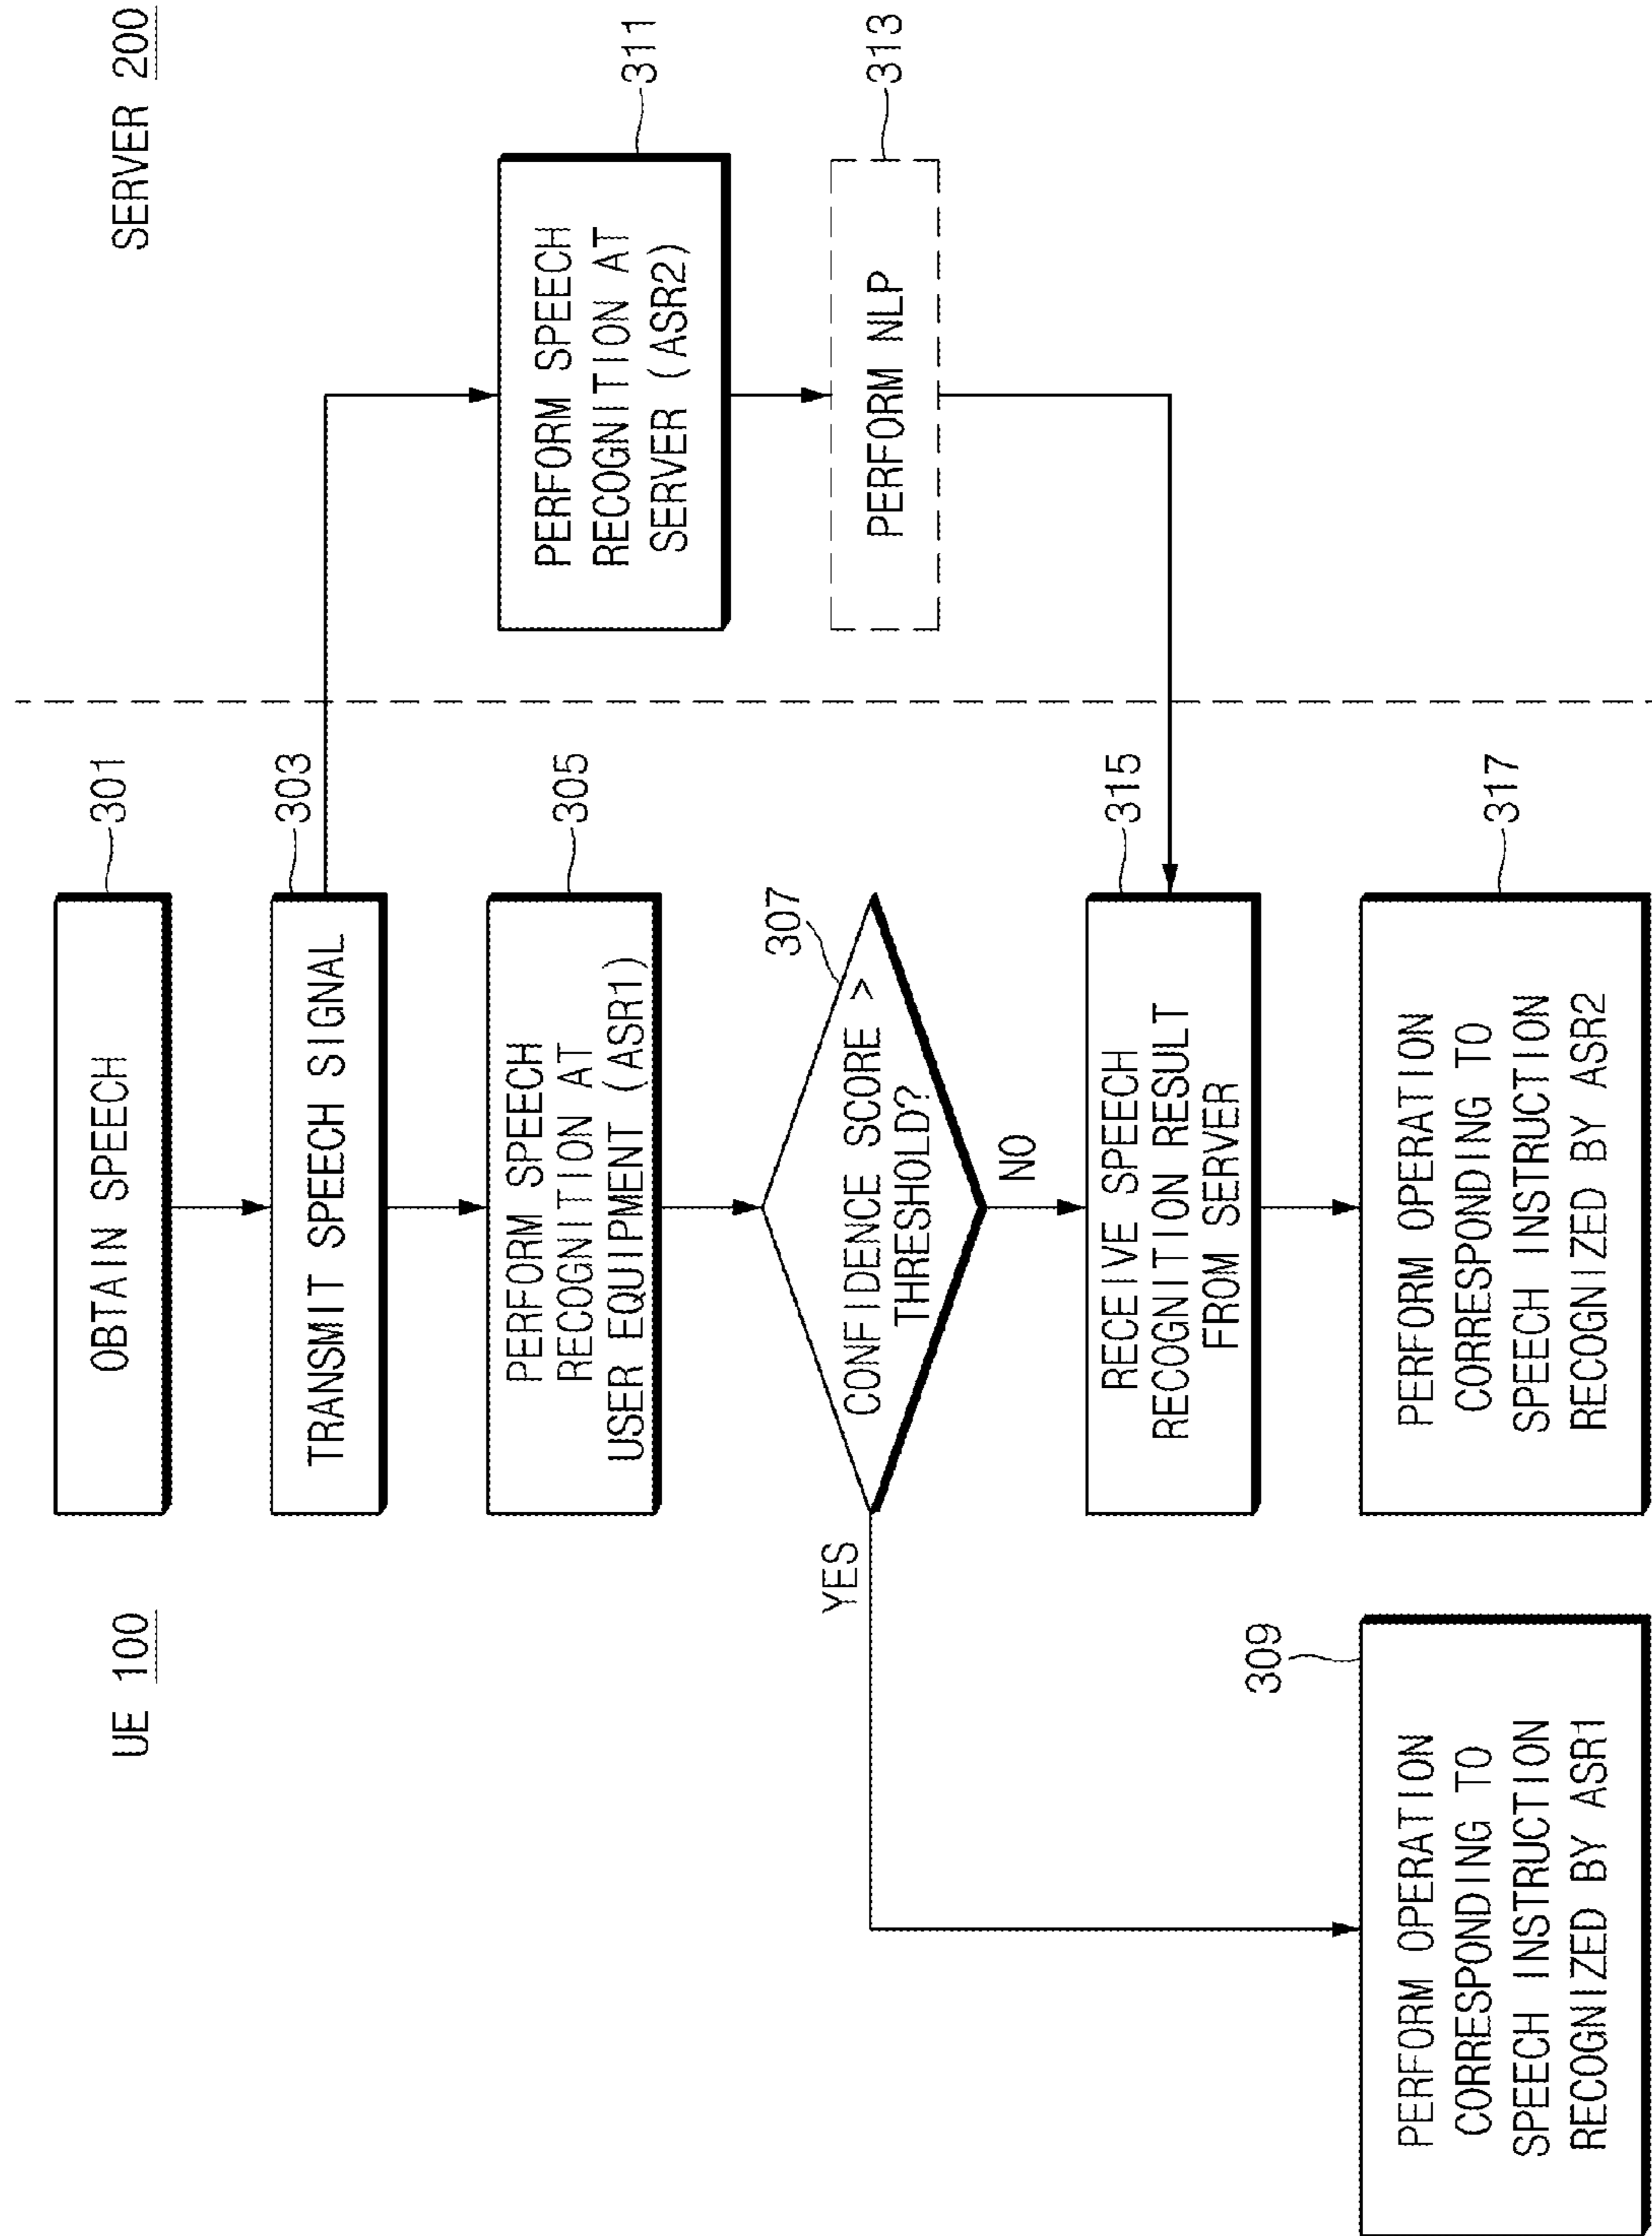 UE 100
SERVER 200
OBTAIN SPEECH
301
TRANSMIT SPEECH SIGNAL
303
PERFORM SPEECH
RECOGNITION AT
USER EQUIPMENT (ASR1)
305
PERFORM SPEECH
RECOGNITION AT
SERVER (ASR2)
311
CONFIDENCE SCORE >
THRESHOLD?
307
YES
NO
PERFORM NLP
313
RECEIVE SPEECH
RECOGNITION RESULT
FROM SERVER
315
PERFORM OPERATION
CORRESPONDING TO
SPEECH INSTRUCTION
RECOGNIZED BY ASR1
309
PERFORM OPERATION
CORRESPONDING TO
SPEECH INSTRUCTION
RECOGNIZED BY ASR2
317